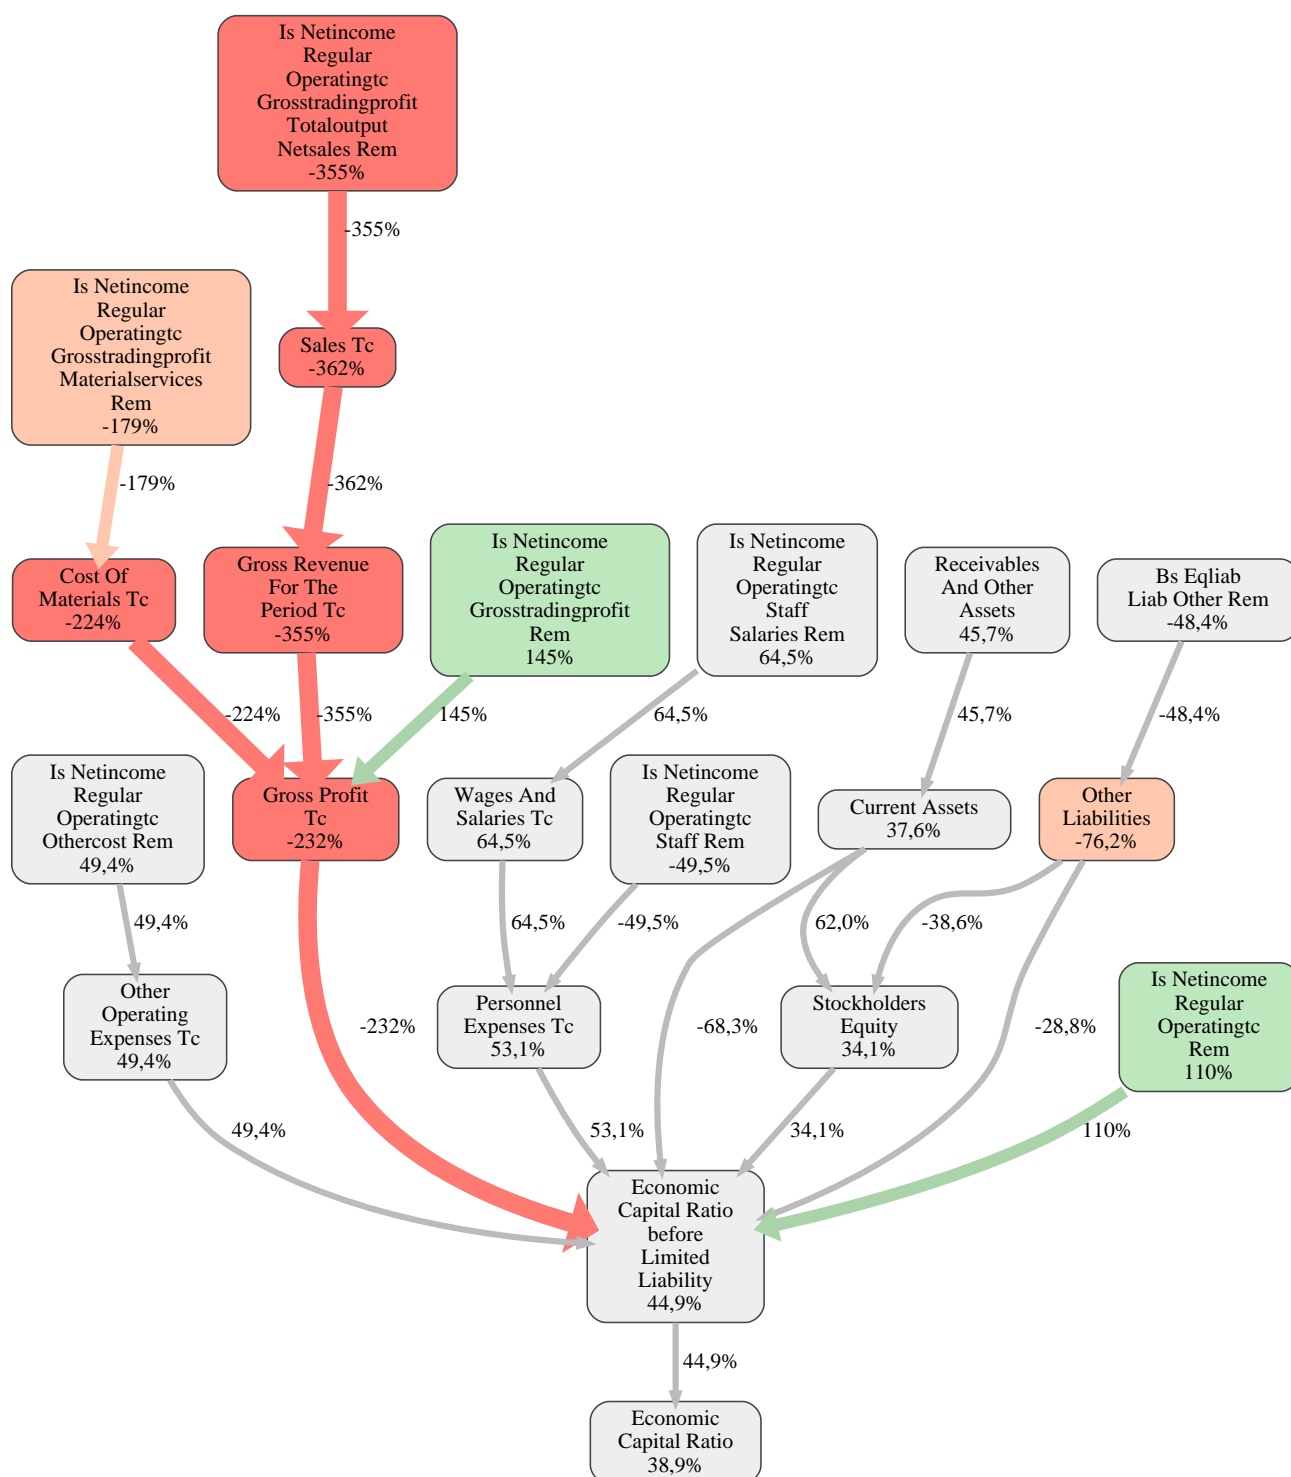 Is Netincome
Regular
Operatingtc
Grosstradingprofit
Totaloutput
Netsales Rem
-355%
-355%
Is Netincome
Regular
Operatingtc
Grosstradingprofit
Materialservices
Rem
-179%
Sales Tc
-362%
-179%
-362%
Cost Of
Materials Tc
-224%
Gross Revenue
For The
Period Tc
-355%
Is Netincome
Regular
Operatingtc
Grosstradingprofit
Rem
145%
Is Netincome
Regular
Operatingtc
Staff
Salaries Rem
64,5%
Receivables
And Other
Assets
45,7%
Bs Eqliab
Liab Other Rem
-48,4%
-224%
-355%
145%
64,5%
45,7%
-48,4%
Is Netincome
Regular
Operatingtc
Othercost Rem
49,4%
Gross Profit
Tc
-232%
Wages And
Salaries Tc
64,5%
Is Netincome
Regular
Operatingtc
Staff Rem
-49,5%
Current Assets
37,6%
Other
Liabilities
-76,2%
49,4%
64,5%
-49,5%
62,0%
-38,6%
Other
Operating
Expenses Tc
49,4%
-232%
Personnel
Expenses Tc
53,1%
-68,3%
Stockholders
Equity
34,1%
-28,8%
Is Netincome
Regular
Operatingtc
Rem
110%
49,4%
53,1%
34,1%
110%
Economic
Capital Ratio
before
Limited
Liability
44,9%
44,9%
Economic
Capital Ratio
38,9%